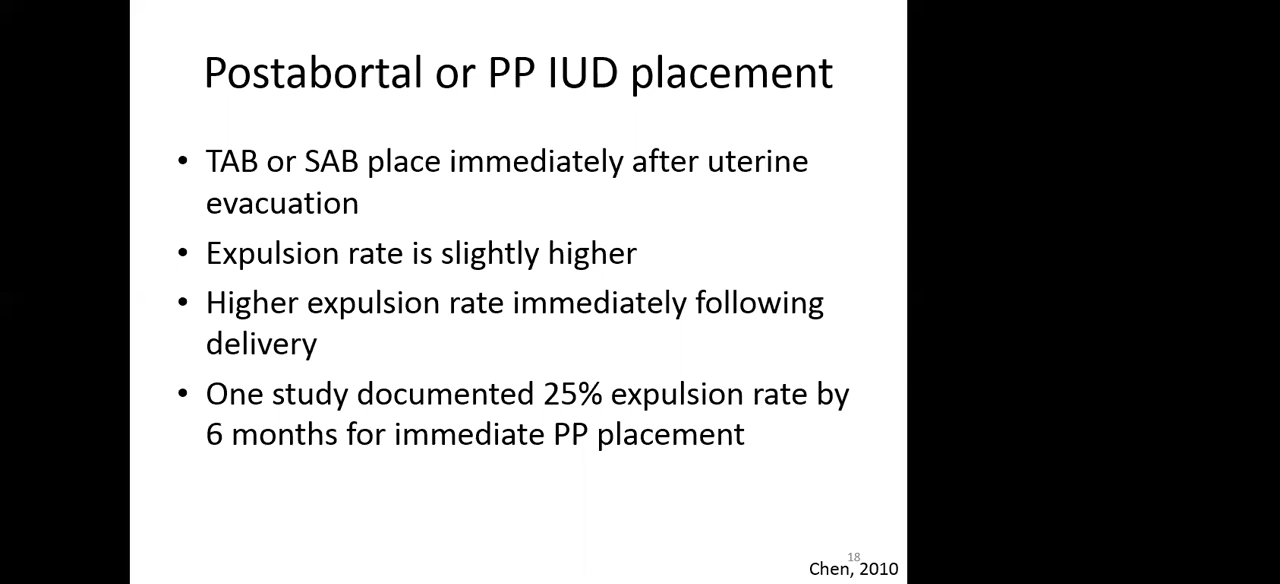 Postabortal or PP IUD placement
• TAB or SAB place immediately after uterine
evacuation
• Expulsion rate is slightly higher
• Higher expulsion rate immediately following
delivery
• One study documented 25% expulsion rate by
6 months for immediate PP placement
18
Chen, 2010